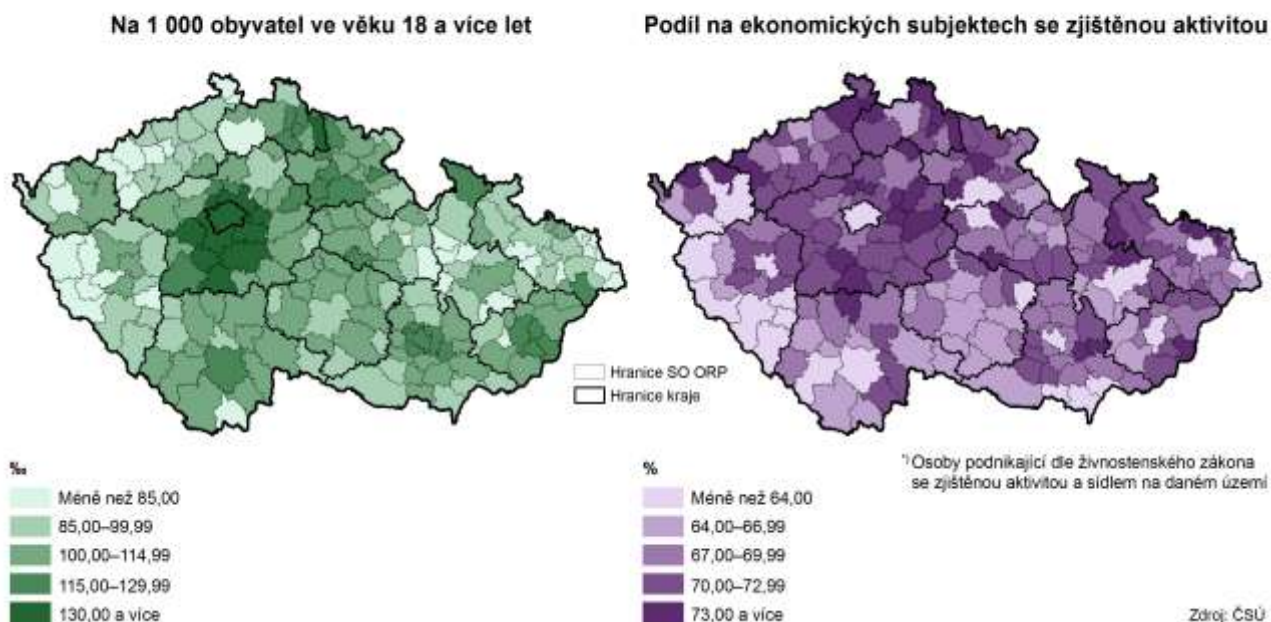 Na 1 000 obyvatel ve věku 18 a více let
Podíl na ekonomických subjektech se zjištěnou aktivitou
Hranice SO ORP
Hranice kraje
‰
Méně než 85,00
85,00–99,99
100,00–114,99
115,00–129,99
130,00 a více
%
Méně než 64,00
64,00–66,99
67,00–69,99
70,00–72,99
73,00 a více
*) Osoby podnikající dle živnostenského zákona
se zjištěnou aktivitou a sídlem na daném území
Zdroj: ČSÚ